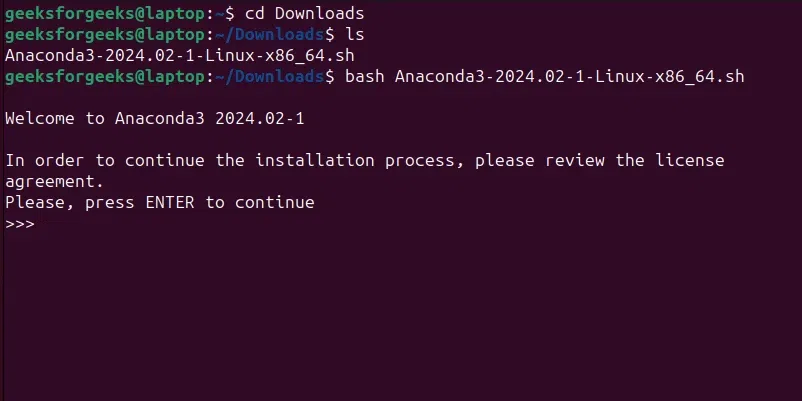 geeksforgeeks@laptop:~$ cd Downloads
geeksforgeeks@laptop:~/Downloads$ ls
Anaconda3-2024.02-1-Linux-x86_64.sh
geeksforgeeks@laptop:~/Downloads$ bash Anaconda3-2024.02-1-Linux-x86_64.sh
Welcome to Anaconda3 2024.02-1
In order to continue the installation process, please review the license
agreement.
Please, press ENTER to continue
>>>